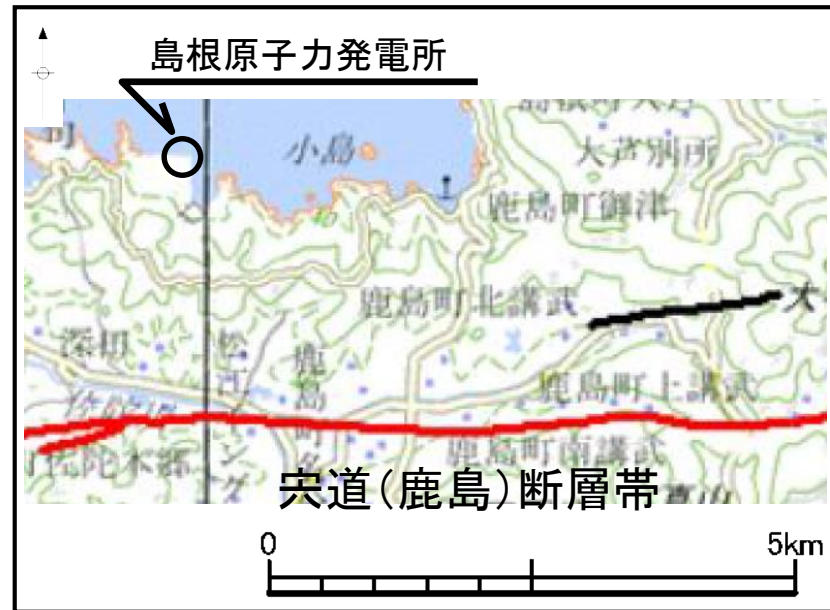 島根原子力発電所
小島
大芦別所
鹿島町御津
鹿島町北講武
大
深田
鹿島町上講武
鹿島町南講武
宍道(鹿島)断層帯
0
5km